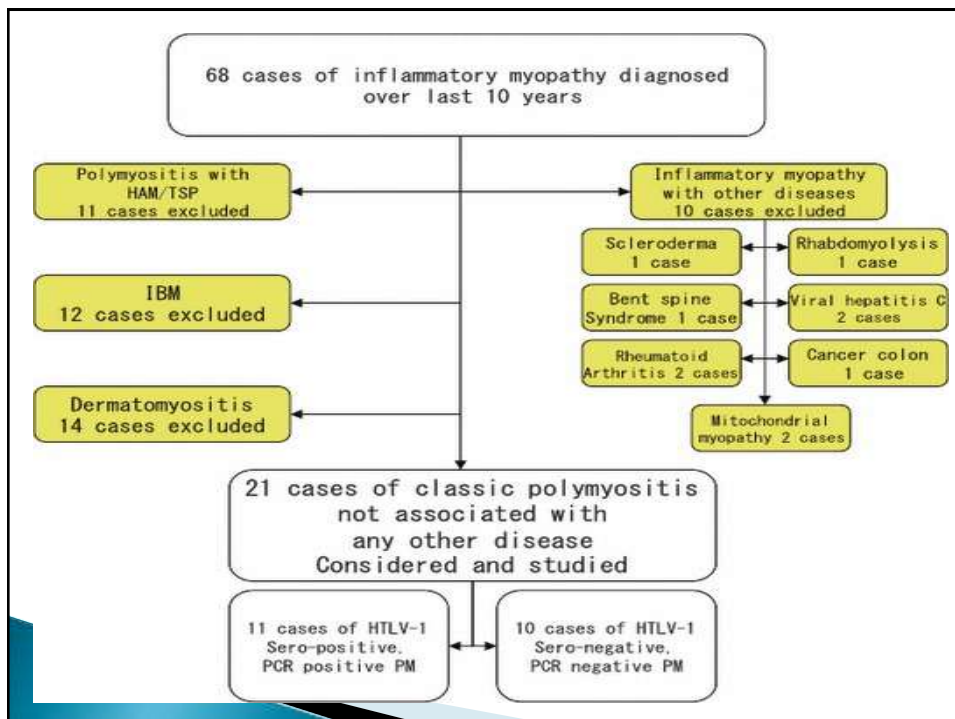 68 cases of inflammatory myopathy diagnosed
over last 10 years
Polymyositis with
HAM/TSP
11 cases excluded
Inflammatory myopathy
with other diseases
10 cases excluded
Scleroderma
1 case
Rhabdomyolysis
1 case
IBM
12 cases excluded
Bent spine
Syndrome 1 case
Viral hepatitis C
2 cases
Rheumatoid
Arthritis 2 cases
Cancer colon
1 case
Dermatomyositis
14 cases excluded
Mitochondrial
myopathy 2 cases
21 cases of classic polymyositis
not associated with
any other disease
Considered and studied
11 cases of HTLV-1
Sero-positive,
PCR positive PM
10 cases of HTLV-1
Sero-negative,
PCR negative PM